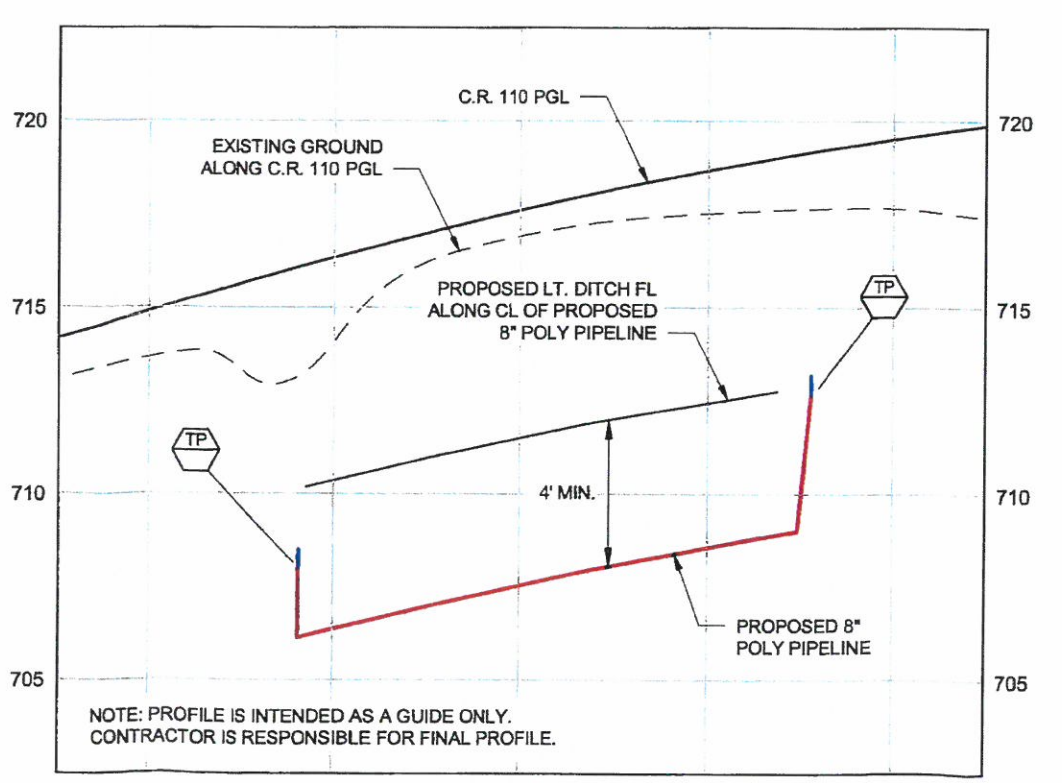 C.R. 110 PGL
720
720
EXISTING GROUND
ALONG C.R. 110 PGL
PROPOSED LT. DITCH FL
ALONG CL OF PROPOSED
8" POLY PIPELINE
TP
715
715
TP
710
4' MIN.
710
PROPOSED 8"
POLY PIPELINE
705
705
NOTE: PROFILE IS INTENDED AS A GUIDE ONLY.
CONTRACTOR IS RESPONSIBLE FOR FINAL PROFILE.